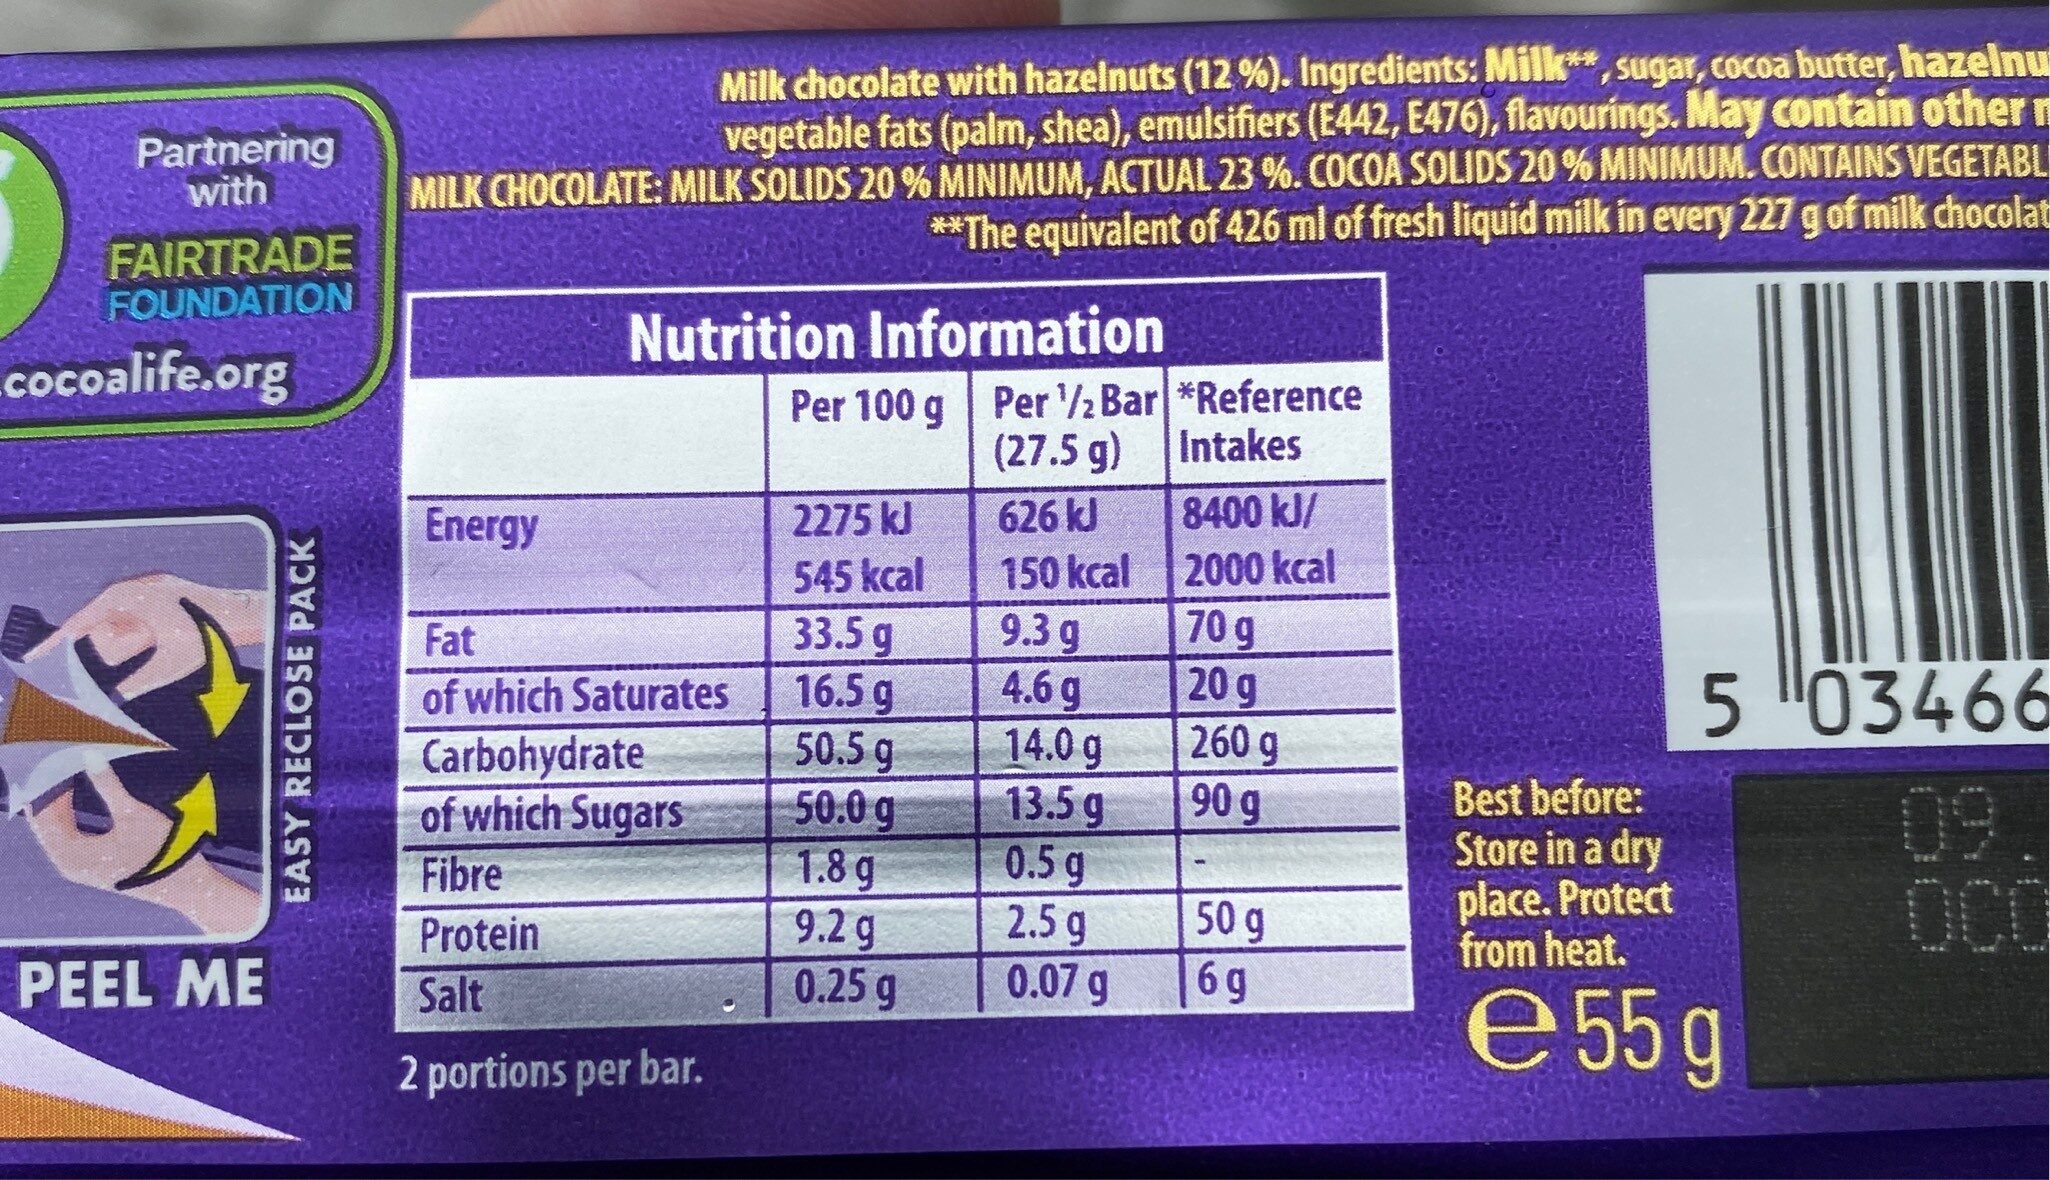 Partnering
with
FAIRTRADE
FOUNDATION
cocoalife.org
EASY RECLOSE PACK
PEEL ME
Milk chocolate with hazelnuts (12 %). Ingredients: Milk**, sugar, cocoa butter, hazelnu
vegetable fats (palm, shea), emulsifiers (E442, E476), flavourings. May contain other
MILK CHOCOLATE: MILK SOLIDS 20 % MINIMUM, ACTUAL 23 %. COCOA SOLIDS 20 % MINIMUM. CONTAINS VEGETABL
**The equivalent of 426 ml of fresh liquid milk in every 227 g of milk chocolat
Nutrition Information
Per 100 g Per ½ Bar (27.5 g) *Reference Intakes
Energy 2275 kJ 626 kJ 8400 kJ/
545 kcal 150 kcal 2000 kcal
Fat 33.5 g 9.3 g 70 g
of which Saturates 16.5 g 4.6 g 20 g
Carbohydrate 50.5 g 14.0 g 260 g
of which Sugars 50.0 g 13.5 g 90 g
Fibre 1.8 g 0.5 g -
Protein 9.2 g 2.5 g 50 g
Salt 0.25 g 0.07 g 6 g
2 portions per bar.
5 03466
Best before:
Store in a dry
place. Protect
from heat.
e 55 g
09.